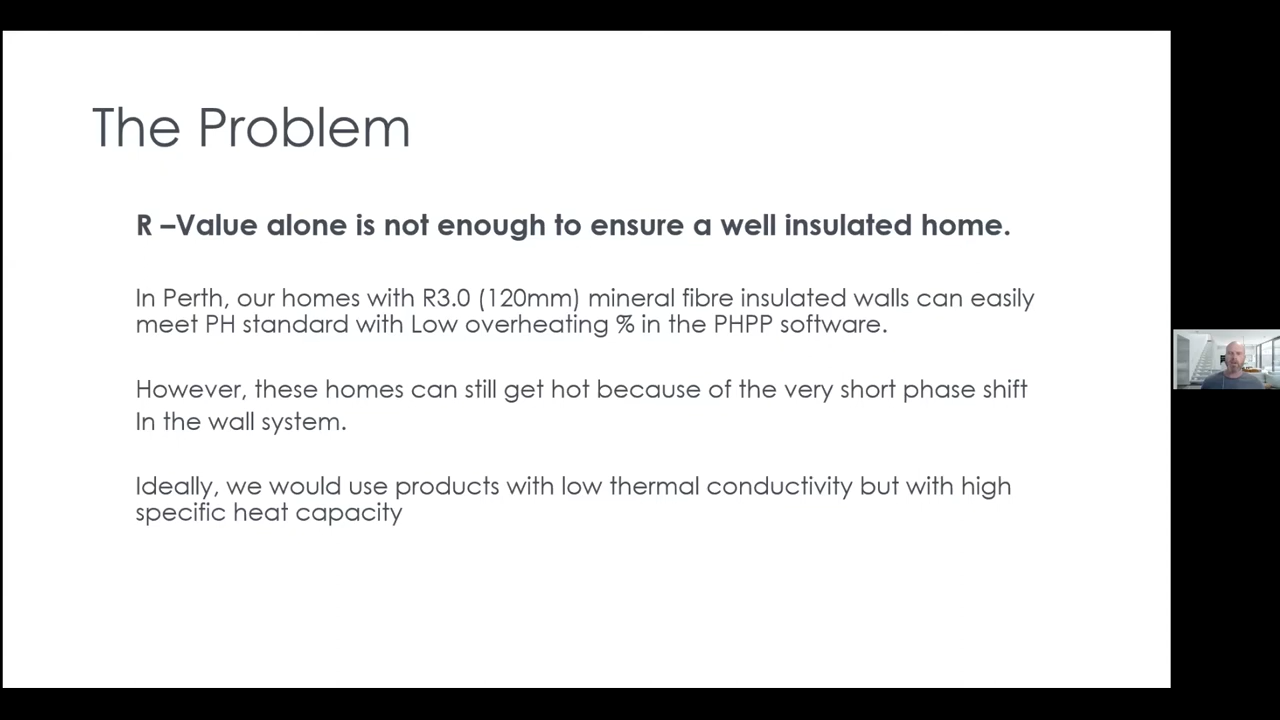 The Problem
R –Value alone is not enough to ensure a well insulated home.
In Perth, our homes with R3.0 (120mm) mineral fibre insulated walls can easily
meet PH standard with Low overheating % in the PHPP software.
However, these homes can still get hot because of the very short phase shift
In the wall system.
Ideally, we would use products with low thermal conductivity but with high
specific heat capacity